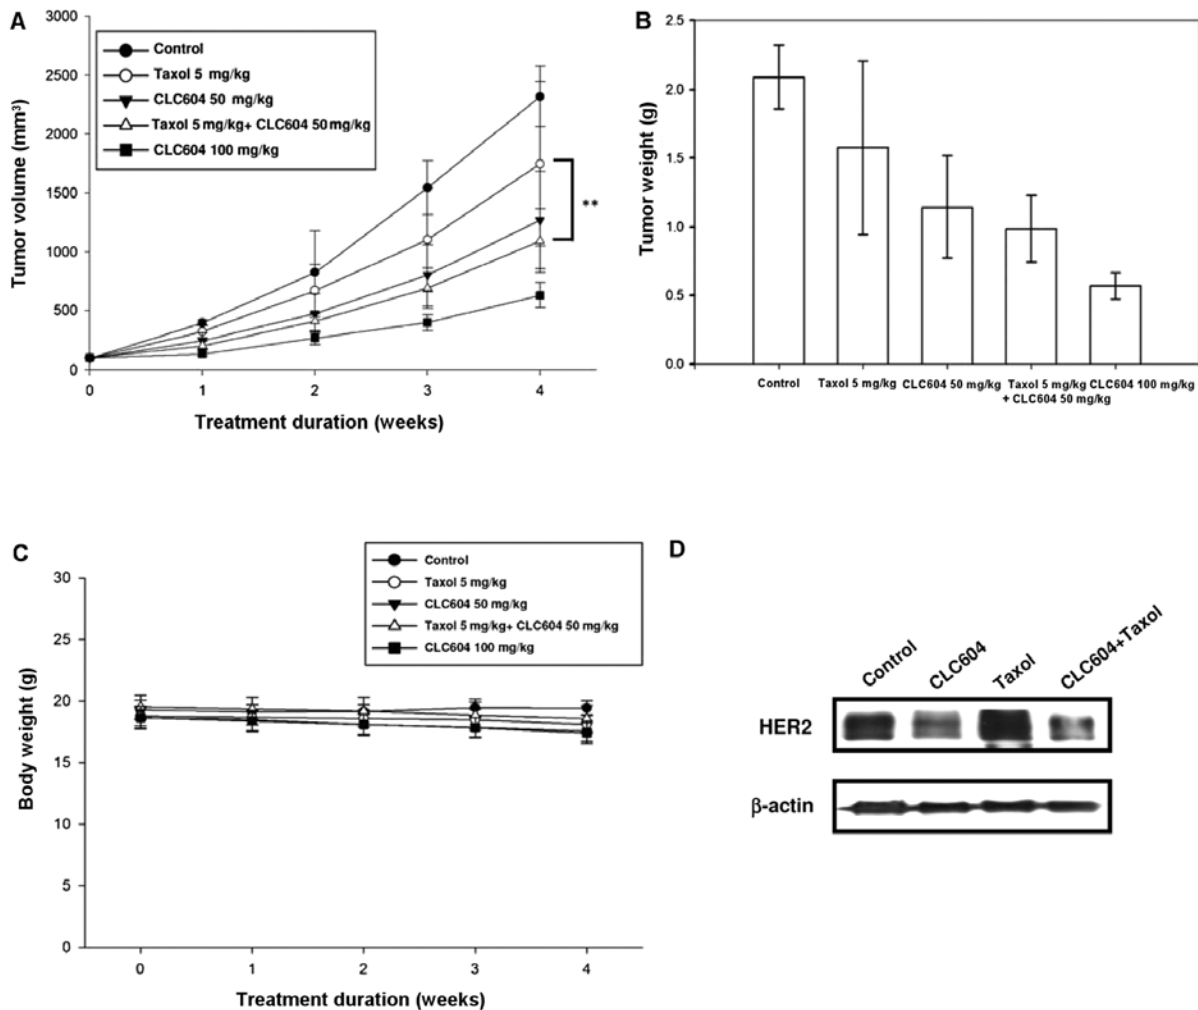 A
3000
2500
2000
1500
1000
500
0
Tumor volume (mm³)
Control
Taxol 5 mg/kg
CLC604 50 mg/kg
Taxol 5 mg/kg+ CLC604 50 mg/kg
CLC604 100 mg/kg
**
0 1 2 3 4
Treatment duration (weeks)
B
2.5
2.0
1.5
1.0
0.5
0.0
Tumor weight (g)
Control Taxol 5 mg/kg CLC604 50 mg/kg Taxol 5 mg/kg CLC604 100 mg/kg
+ CLC604 50 mg/kg
C
30
25
20
15
10
5
0
Body weight (g)
Control
Taxol 5 mg/kg
CLC604 50 mg/kg
Taxol 5 mg/kg+ CLC604 50 mg/kg
CLC604 100 mg/kg
0 1 2 3 4
Treatment duration (weeks)
D
Control CLC604 Taxol CLC604+Taxol
HER2
β-actin